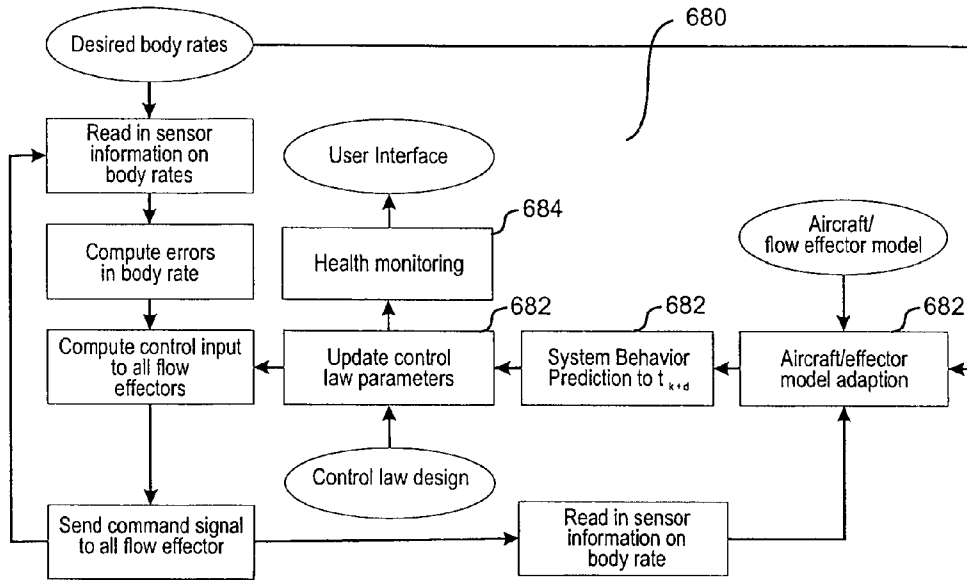 680
Desired body rates
Read in sensor
information on
body rates
User Interface
684
Aircraft/
flow effector model
Compute errors
in body rate
Health monitoring
682
682
682
Compute control input
to all flow
effectors
Update control
law parameters
System Behavior
Prediction to t k+d
Aircraft/effector
model adaption
Control law design
Send command signal
to all flow effector
Read in sensor
information on
body rate